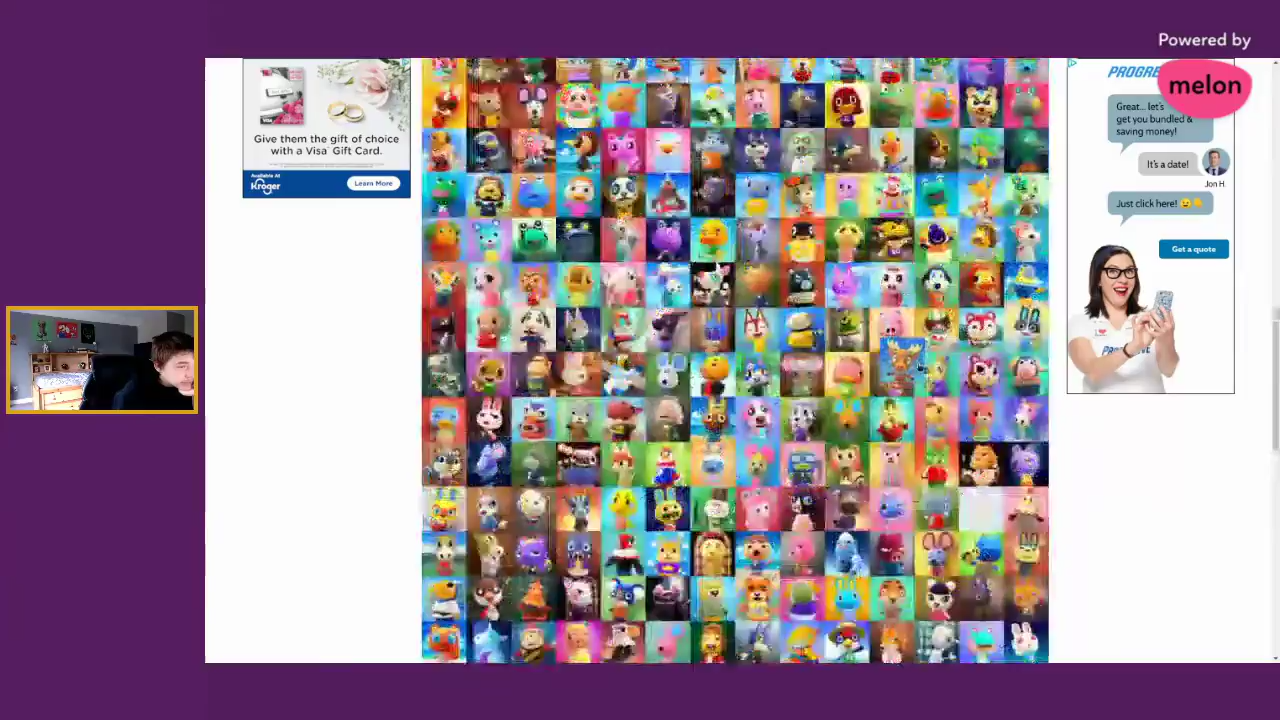 Powered by
melon
PROGRE
Great... let's
get you bundled &
saving money!
It's a date!
Jon H.
Just click here! 😉👇
Get a quote
Give them the gift of choice
with a Visa Gift Card.
Available At
Kroger
Learn More